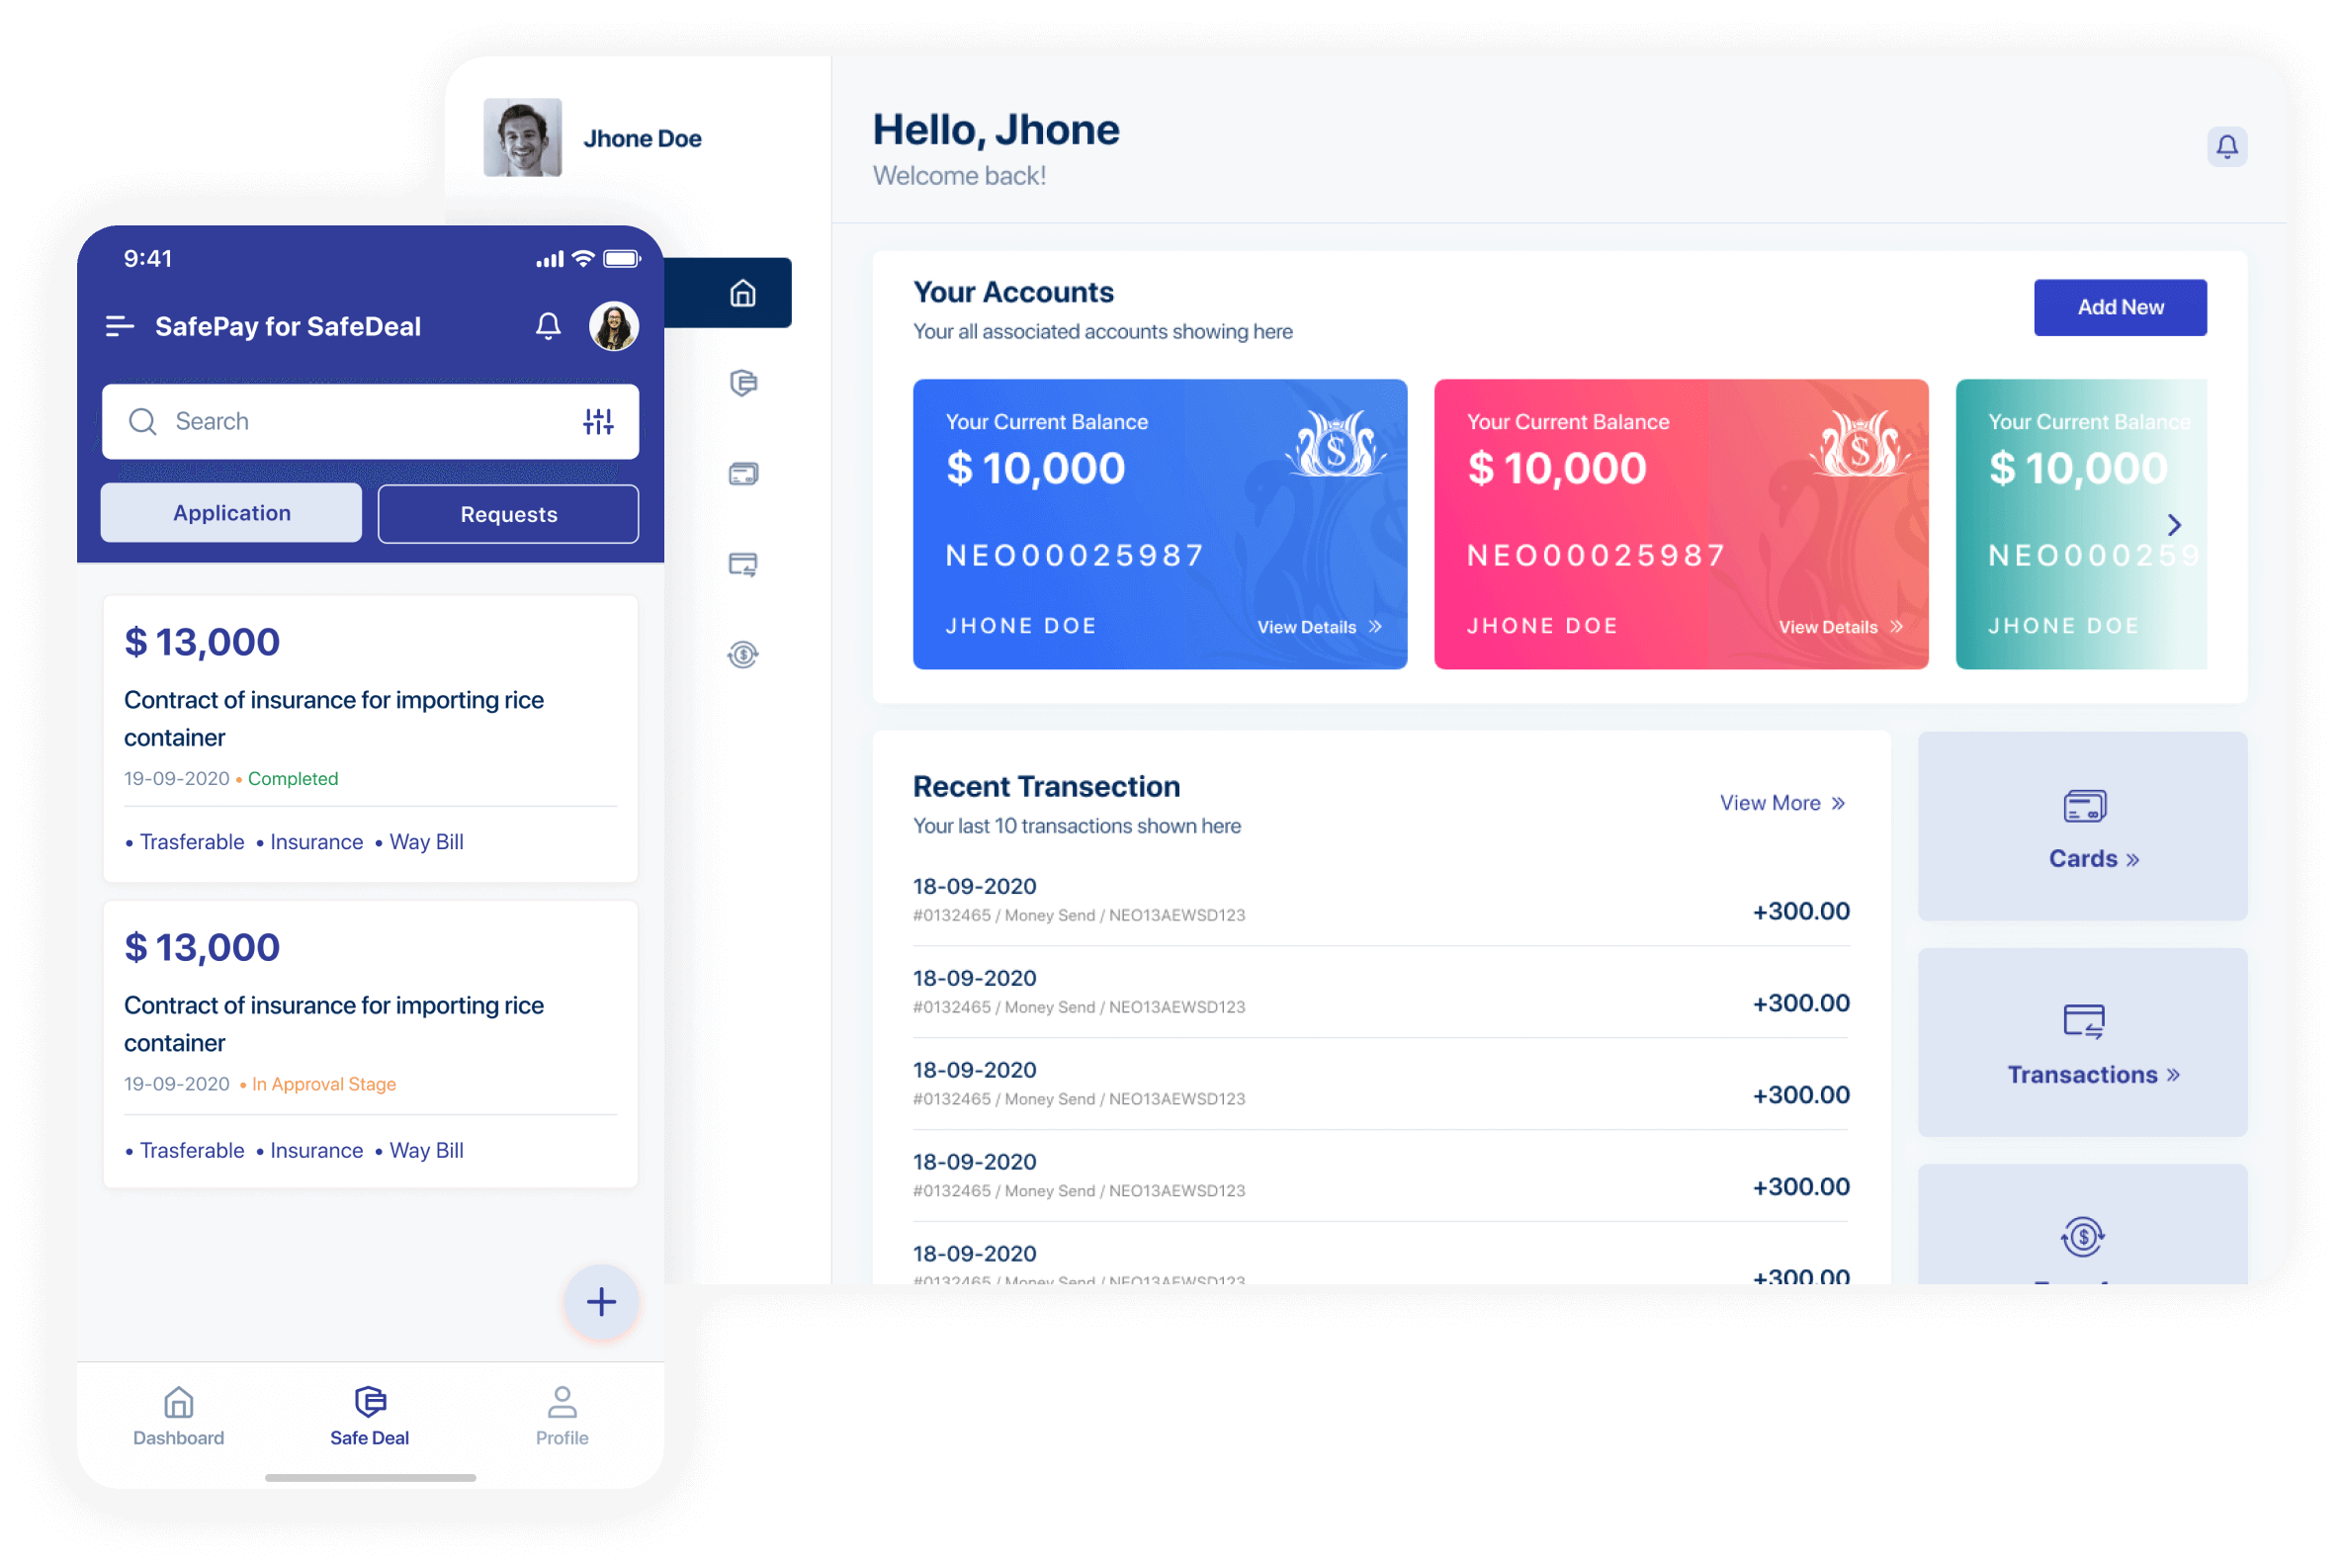 Jhone Doe
Hello, Jhone
Welcome back!
Your Accounts
Your all associated accounts showing here
Add New
Your Current Balance
$ 10,000
NEO00025987
JHONE DOE
View Details
Your Current Balance
$ 10,000
NEO00025987
JHONE DOE
View Details
Your Current Balance
$ 10,000
NEO000259
JHONE DOE
Recent Transection
Your last 10 transactions shown here
View More
18-09-2020
#0132465 / Money Send / NEO13AEWSD123
+300.00
18-09-2020
#0132465 / Money Send / NEO13AEWSD123
+300.00
18-09-2020
#0132465 / Money Send / NEO13AEWSD123
+300.00
18-09-2020
#0132465 / Money Send / NEO13AEWSD123
+300.00
18-09-2020
#0132465 / Money Send / NEO13AEWSD123
+300.00
Cards
Transactions
9:41
SafePay for SafeDeal
Search
Application
Requests
$ 13,000
Contract of insurance for importing rice
container
19-09-2020 • Completed
• Trasferable • Insurance • Way Bill
$ 13,000
Contract of insurance for importing rice
container
19-09-2020 • In Approval Stage
• Trasferable • Insurance • Way Bill
Dashboard
Safe Deal
Profile